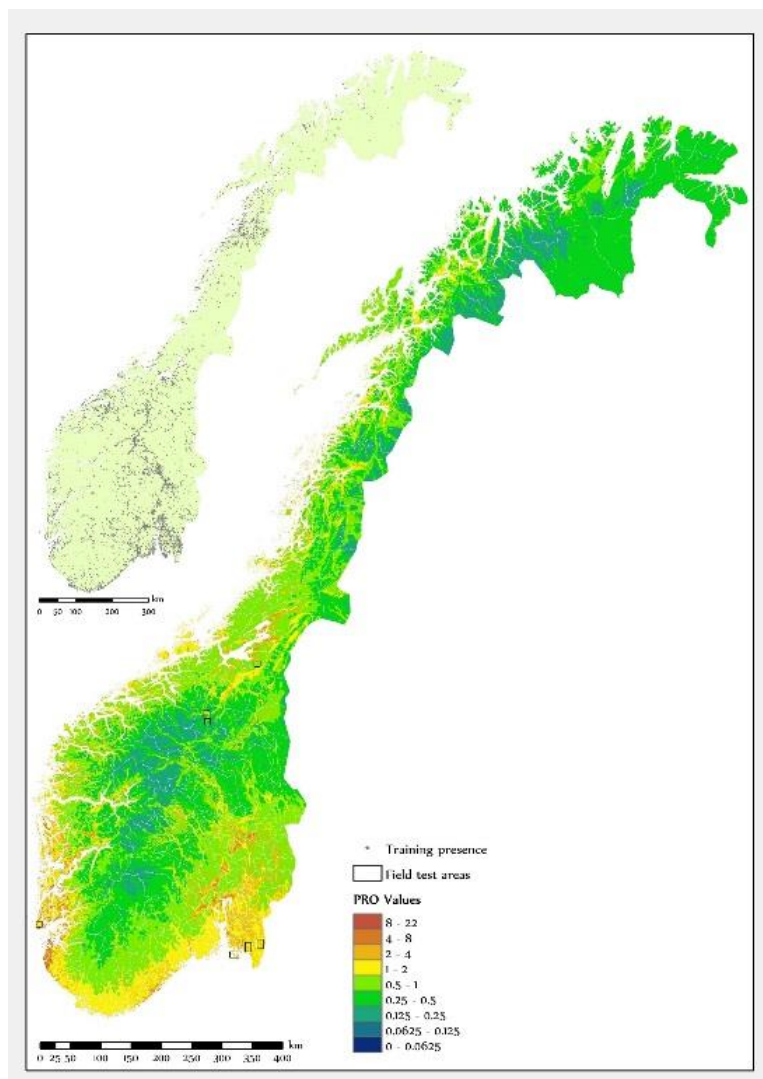 km
0 50 100 200 300
Training presence
Field test areas
PRO Values
8 - 22
4 - 8
2 - 4
1 - 2
0.5 - 1
0.25 - 0.5
0.125 - 0.25
0.0625 - 0.125
0 - 0.0625
km
0 25 50 100 150 200 250 300 350 400